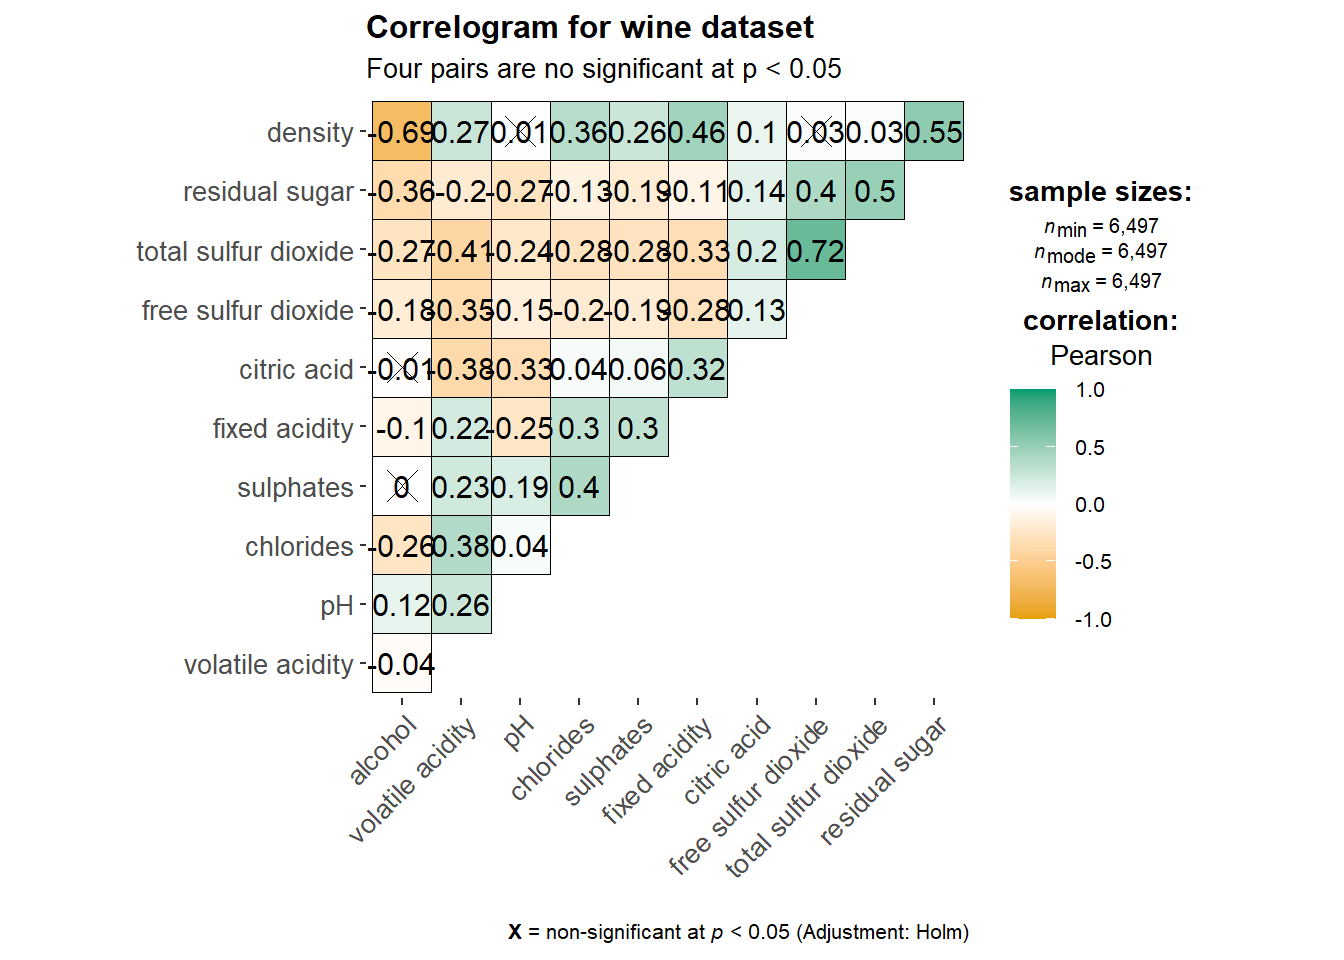 Correlogram for wine dataset
Four pairs are no significant at p < 0.05
density -0.69 0.27 0.01 0.36 0.26 0.46 0.1 0.03 0.03 0.55
residual sugar -0.36 -0.2 -0.27 -0.13 -0.19 -0.11 0.14 0.4 0.5
total sulfur dioxide -0.27 -0.41 -0.24 -0.28 -0.28 -0.33 0.2 0.72
free sulfur dioxide -0.18 -0.35 -0.15 -0.2 -0.19 -0.28 0.13
citric acid -0.01 -0.38 -0.33 0.04 0.06 0.32
fixed acidity -0.1 0.22 -0.25 0.3 0.3
sulphates 0 0.23 0.19 0.4
chlorides -0.26 0.38 0.04
pH 0.12 0.26
volatile acidity -0.04
alcohol
volatile acidity
pH
chlorides
sulphates
fixed acidity
citric acid
free sulfur dioxide
total sulfur dioxide
residual sugar
sample sizes:
nmin = 6,497
nmode = 6,497
nmax = 6,497
correlation:
Pearson
1.0
0.5
0.0
-0.5
-1.0
X = non-significant at p < 0.05 (Adjustment: Holm)